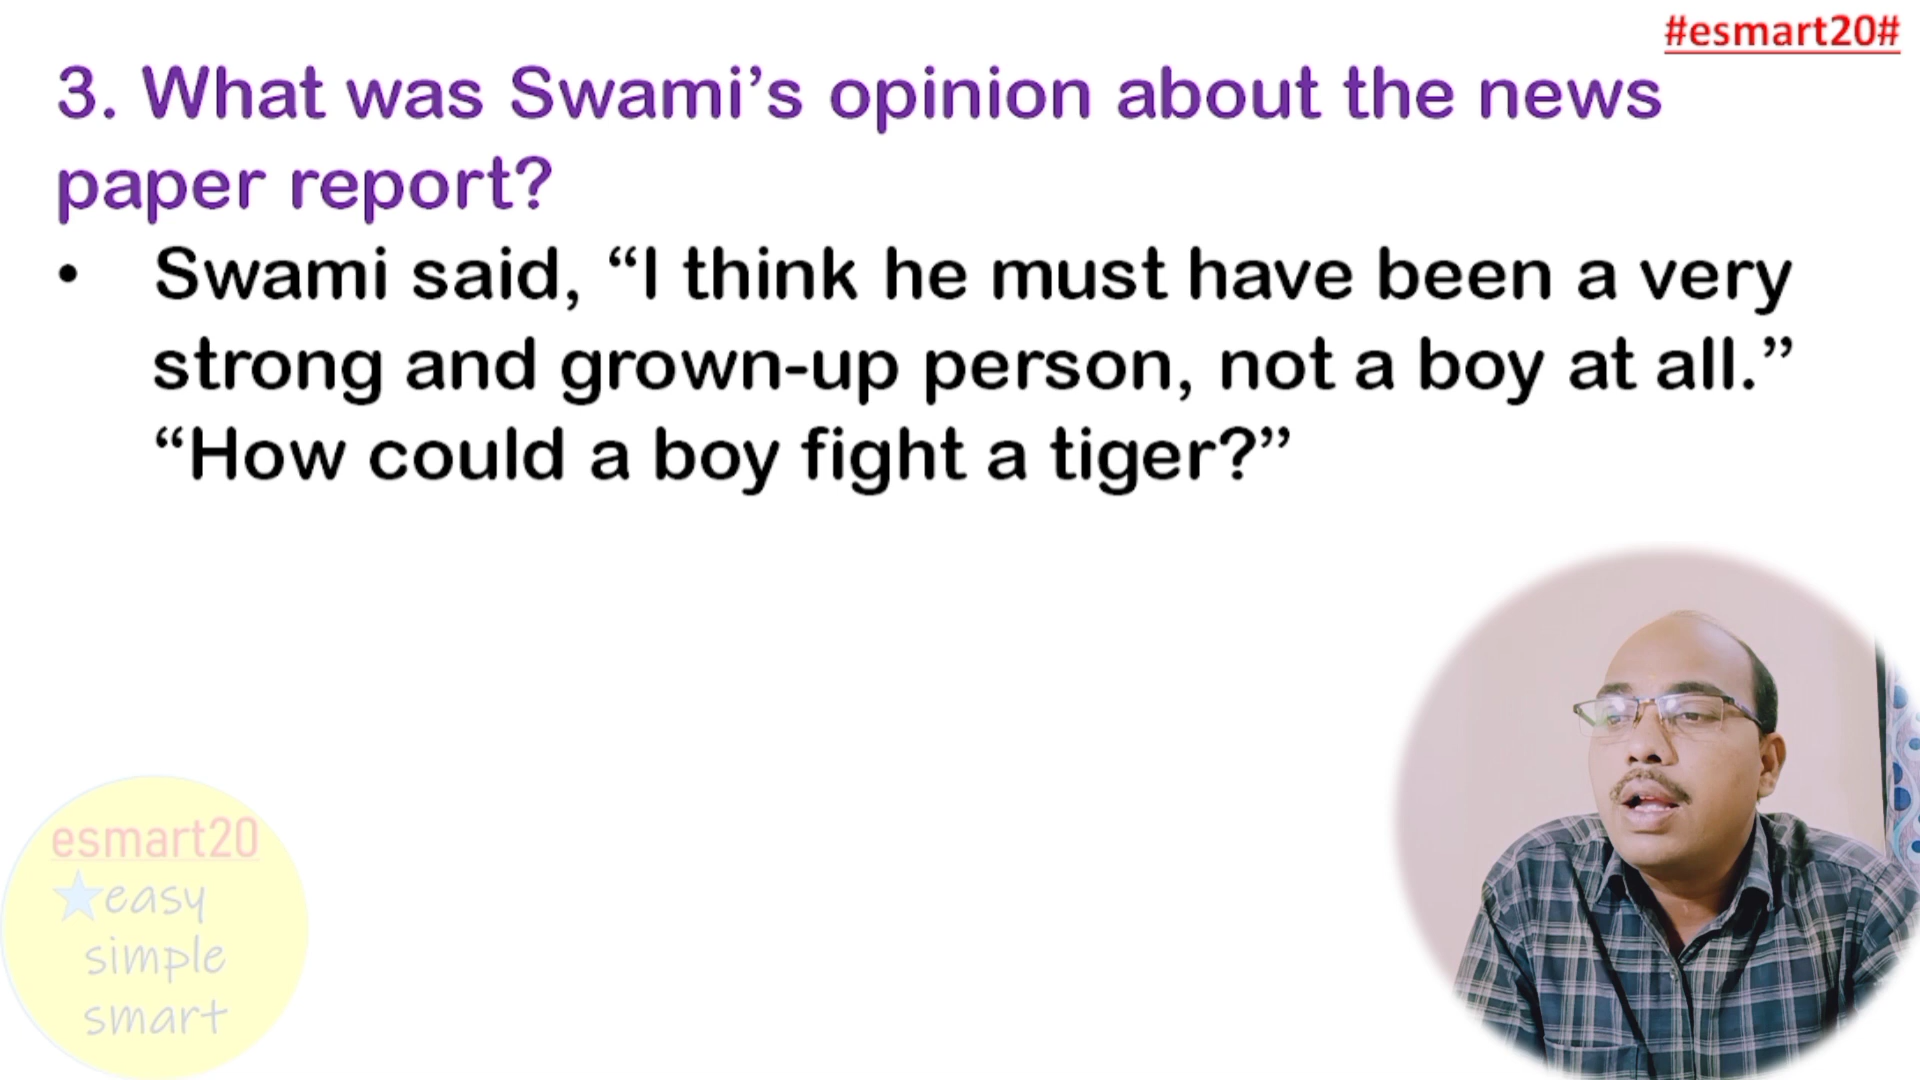 #esmart20#
3. What was Swami’s opinion about the news
paper report?
• Swami said, “I think he must have been a very
strong and grown-up person, not a boy at all.”
“How could a boy fight a tiger?”
esmart20
easy
simple
smart